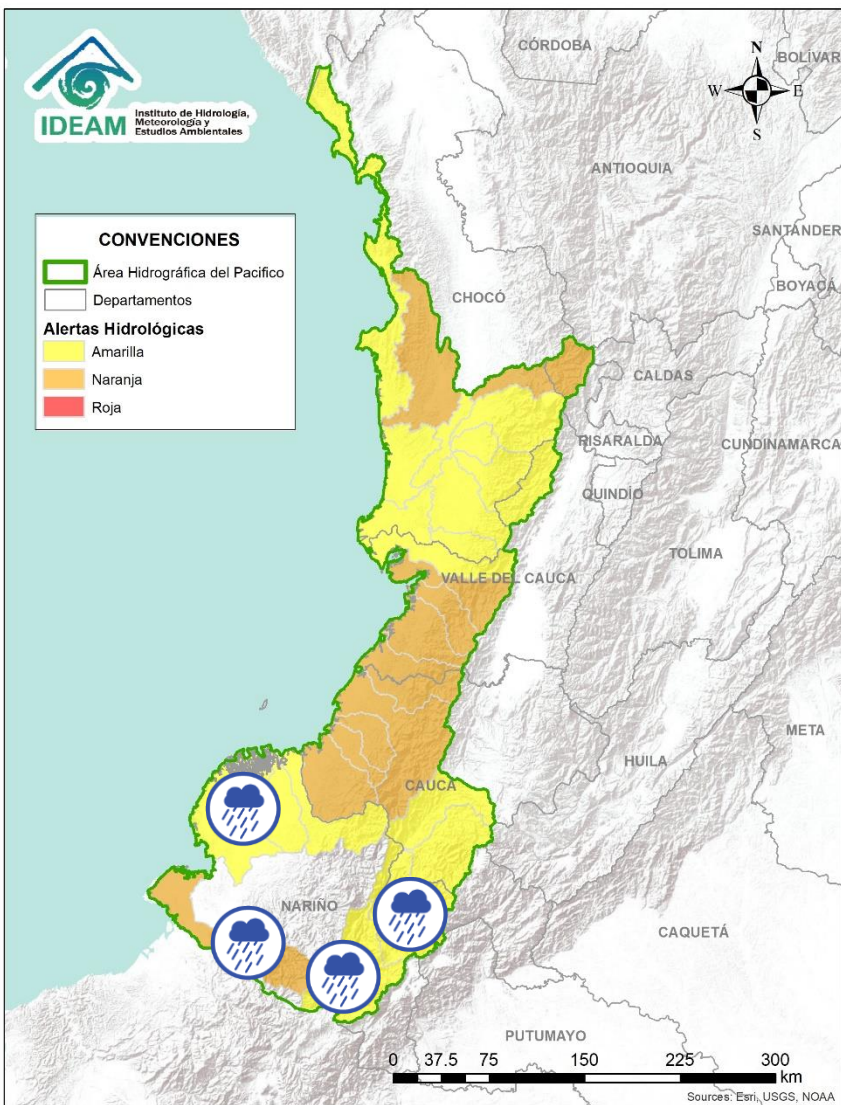 IDEAM
Instituto de Hidrología,
Meteorología y
Estudios Ambientales
CÓRDOBA
BOLÍVAR
N
W
E
S
ANTIOQUIA
SANTANDER
BOYACÁ
CONVENCIONES
Área Hidrográfica del Pacifico
Departamentos
Alertas Hidrológicas
Amarilla
Naranja
Roja
CHOCÓ
CALDAS
RISARALDA
CUNDINAMARCA
QUINDÍO
TOLIMA
VALLE DEL CAUCA
META
HUILA
CAUCA
NARIÑO
CAQUETÁ
PUTUMAYO
0 37.5 75 150 225 300
km
Sources: Esri, USGS, NOAA